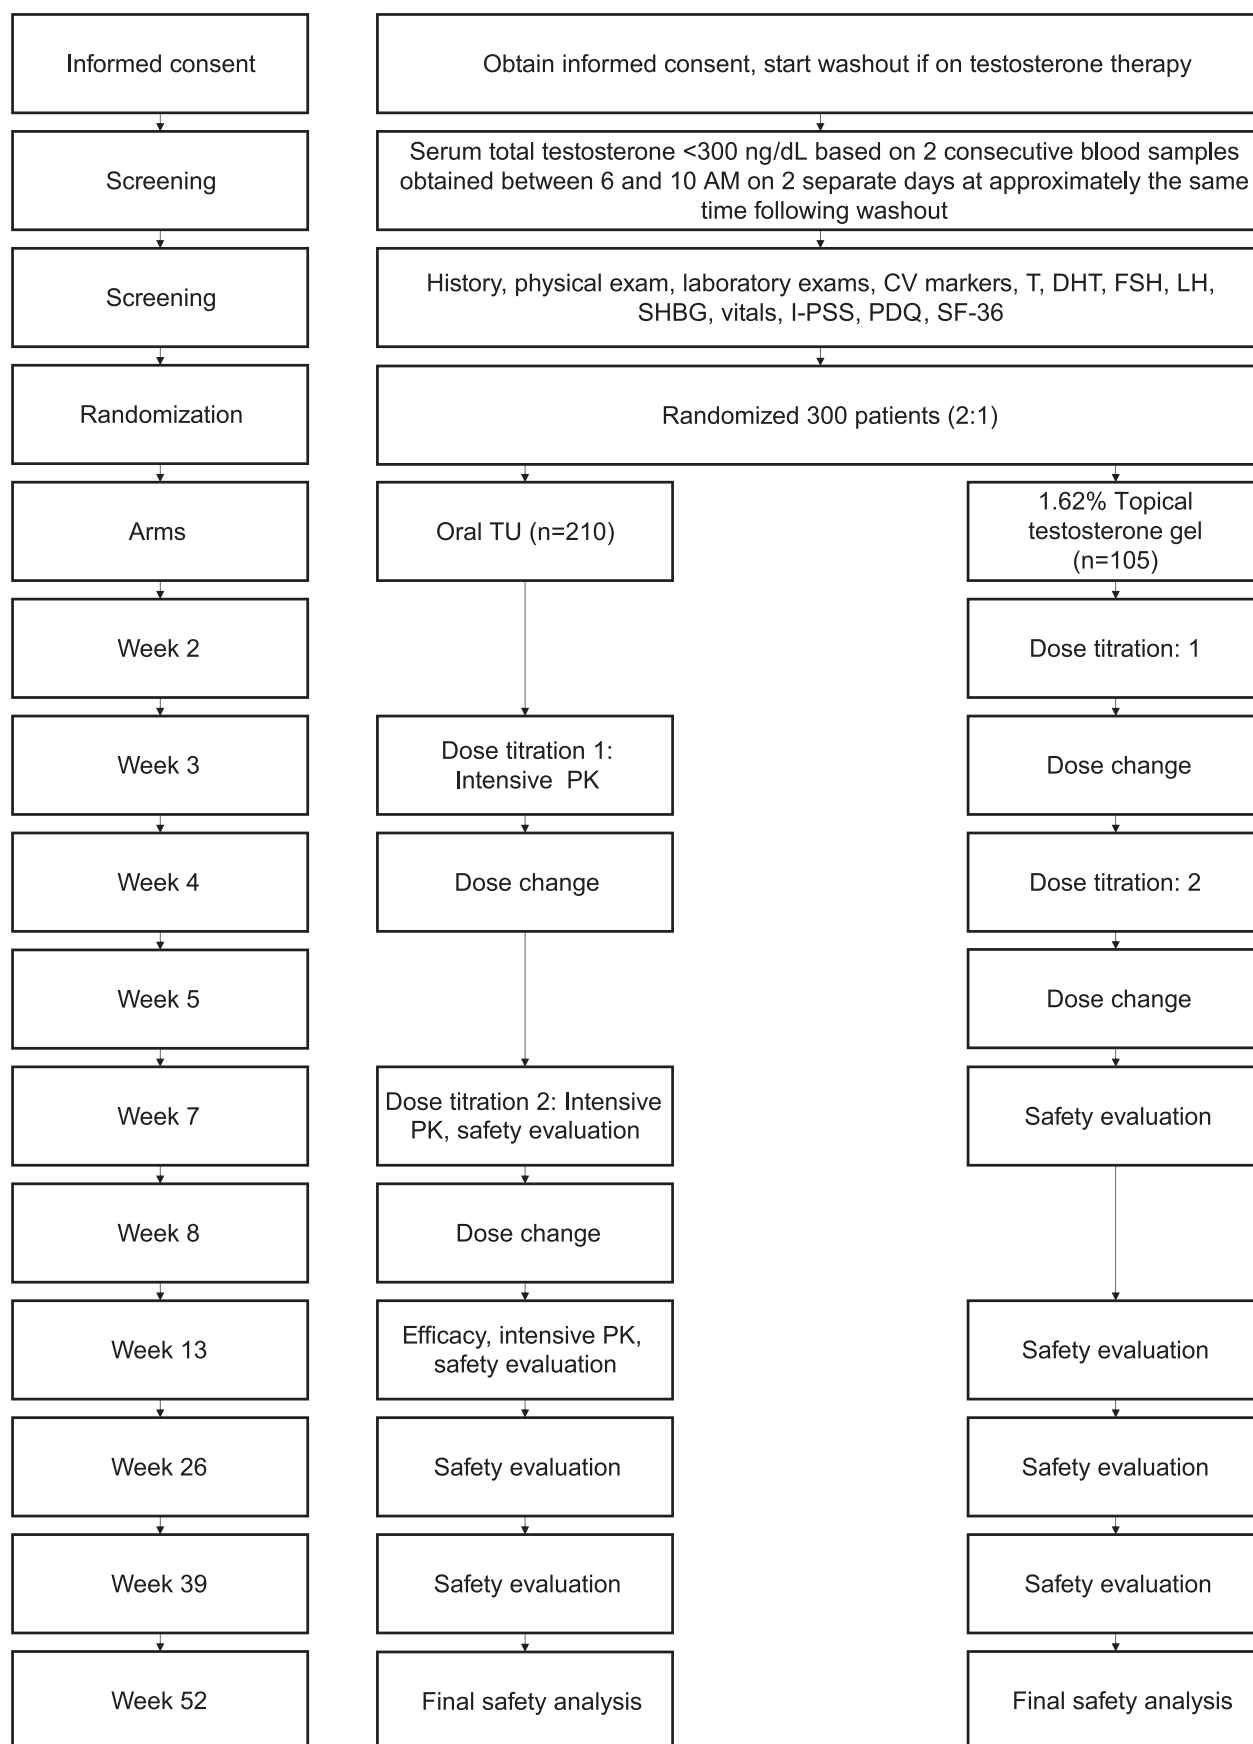 Informed consent
Obtain informed consent, start washout if on testosterone therapy
Screening
Serum total testosterone <300 ng/dL based on 2 consecutive blood samples
obtained between 6 and 10 AM on 2 separate days at approximately the same
time following washout
Screening
History, physical exam, laboratory exams, CV markers, T, DHT, FSH, LH,
SHBG, vitals, I-PSS, PDQ, SF-36
Randomization
Randomized 300 patients (2:1)
Arms
Oral TU (n=210)
1.62% Topical
testosterone gel
(n=105)
Week 2
Dose titration: 1
Week 3
Dose titration 1:
Intensive PK
Dose change
Week 4
Dose change
Dose titration: 2
Week 5
Dose change
Week 7
Dose titration 2: Intensive
PK, safety evaluation
Safety evaluation
Week 8
Dose change
Week 13
Efficacy, intensive PK,
safety evaluation
Safety evaluation
Week 26
Safety evaluation
Safety evaluation
Week 39
Safety evaluation
Safety evaluation
Week 52
Final safety analysis
Final safety analysis